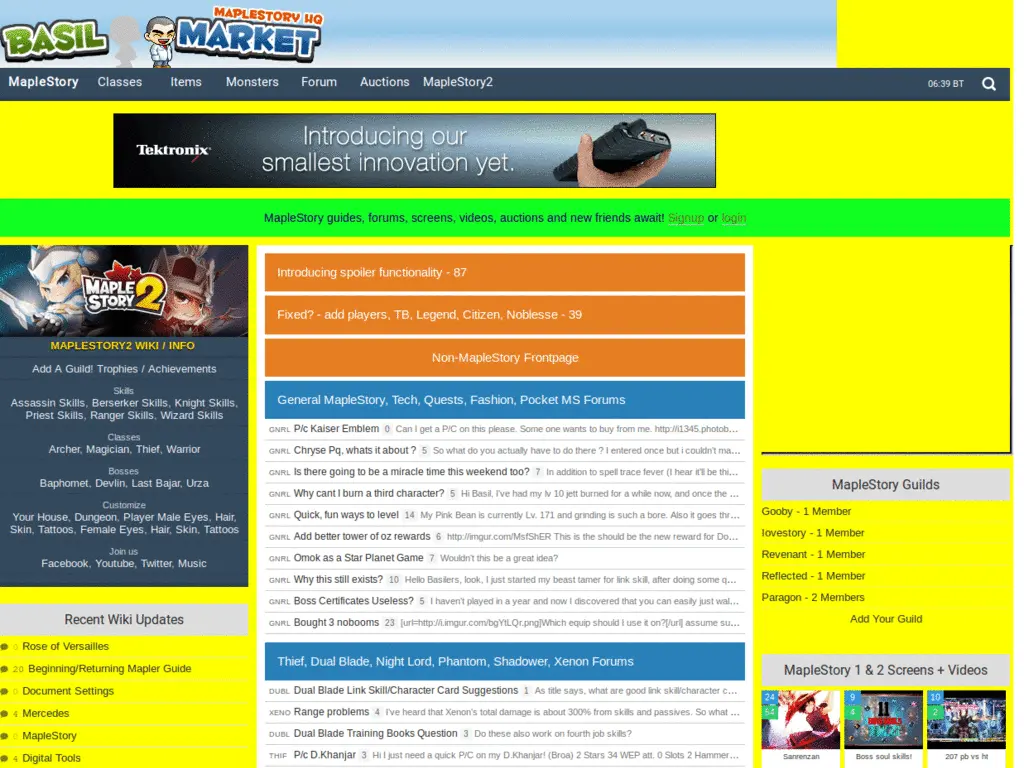 MAPLESTORY HQ
BASIL MARKET
MapleStory Classes Items Monsters Forum Auctions MapleStory2 06:39 BT
Tektronix
Introducing our
smallest innovation yet.
MapleStory guides, forums, screens, videos, auctions and new friends await! Signup or login
MAPLE
STORY 2
MAPLESTORY2 WIKI / INFO
Add A Guild! Trophies / Achievements
Skills
Assassin Skills, Berserker Skills, Knight Skills,
Priest Skills, Ranger Skills, Wizard Skills
Classes
Archer, Magician, Thief, Warrior
Bosses
Baphomet, Devlin, Last Bajar, Urza
Customize
Your House, Dungeon, Player Male Eyes, Hair,
Skin, Tattoos, Female Eyes, Hair, Skin, Tattoos
Join us
Facebook, Youtube, Twitter, Music
Recent Wiki Updates
0 Rose of Versailles
20 Beginning/Returning Mapler Guide
0 Document Settings
4 Mercedes
0 MapleStory
4 Digital Tools
Introducing spoiler functionality - 87
Fixed? - add players, TB, Legend, Citizen, Noblesse - 39
Non-MapleStory Frontpage
General MapleStory, Tech, Quests, Fashion, Pocket MS Forums
GNRL P/c Kaiser Emblem 0 Can I get a P/C on this please. Some one wants to buy from me. http://i1345.photob...
GNRL Chryse Pq, whats it about ? 5 So what do you actually have to do there ? I entered once but i couldn't ma...
GNRL Is there going to be a miracle time this weekend too? 7 In addition to spell trace fever (I hear it'll be thi...
GNRL Why cant I burn a third character? 5 Hi Basil, I've had my lv 10 jett burned for a while now, and once the ...
GNRL Quick, fun ways to level 14 My Pink Bean is currently Lv. 171 and grinding is such a bore. Also it goes thr...
GNRL Add better tower of oz rewards 6 http://imgur.com/MsfShER This is the should be the new reward for Do...
GNRL Omok as a Star Planet Game 7 Wouldn't this be a great idea?
GNRL Why this still exists? 10 Hello Basilers, look, I just started my beast tamer for link skill, after doing some q...
GNRL Boss Certificates Useless? 5 I haven't played in a year and now I discovered that you can easily just wal...
GNRL Bought 3 nobooms 23 [url=http://i.imgur.com/bgYtLQr.png]Which equip should I use it on?[/url] assume su...
Thief, Dual Blade, Night Lord, Phantom, Shadower, Xenon Forums
DUBL Dual Blade Link Skill/Character Card Suggestions 1 As title says, what are good link skill/character c...
XENO Range problems 4 I've heard that Xenon's total damage is about 300% from skills and passives. So what ...
DUBL Dual Blade Training Books Question 3 Do these also work on fourth job skills?
THIF P/c D.Khanjar 3 Hi I just need a quick P/C on my D.Khanjar! (Broa) 2 Stars 34 WEP att. 0 Slots 2 Hammer...
MapleStory Guilds
Gooby - 1 Member
Iovestory - 1 Member
Revenant - 1 Member
Reflected - 1 Member
Paragon - 2 Members
Add Your Guild
MapleStory 1 & 2 Screens + Videos
24 9 10
54 4 2
Sanrenzan Boss soul skills! 207 pb vs ht